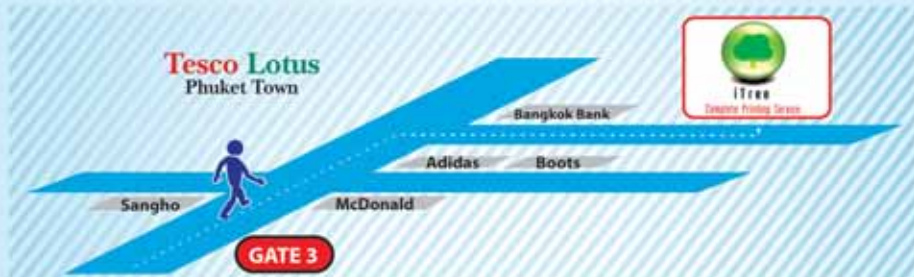 Tesco Lotus
Phuket Town
iTree
Complete Printing Service
Bangkok Bank
Adidas
Boots
Sangho
McDonald
GATE 3